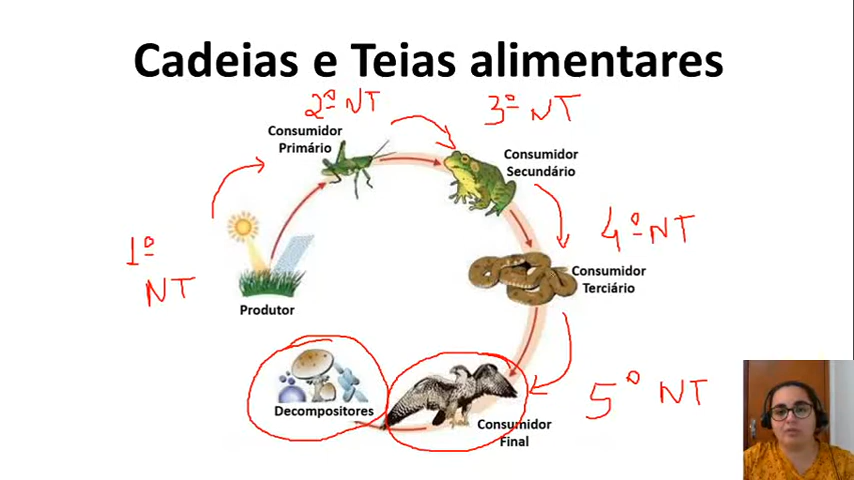 Cadeias e Teias alimentares
2º NT
3º NT
Consumidor
Primário
Consumidor
Secundário
4º NT
1º
NT
Consumidor
Terciário
Produtor
5º NT
Decompositores
Consumidor
Final